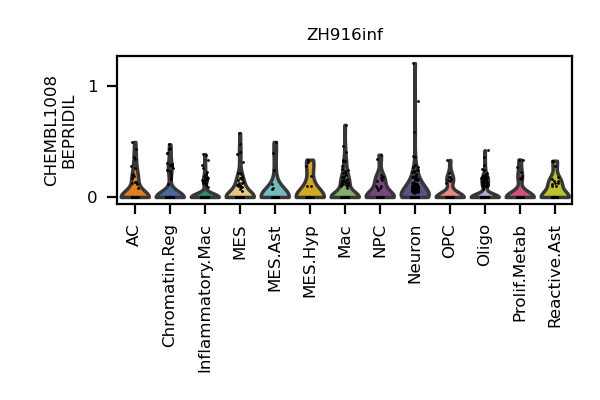 ZH916inf
CHEMBL1008
BEPRIDIL
1
0
AC
Chromatin.Reg
Inflammatory.Mac
MES
MES.Ast
MES.Hyp
Mac
NPC
Neuron
OPC
Oligo
Prolif.Metab
Reactive.Ast